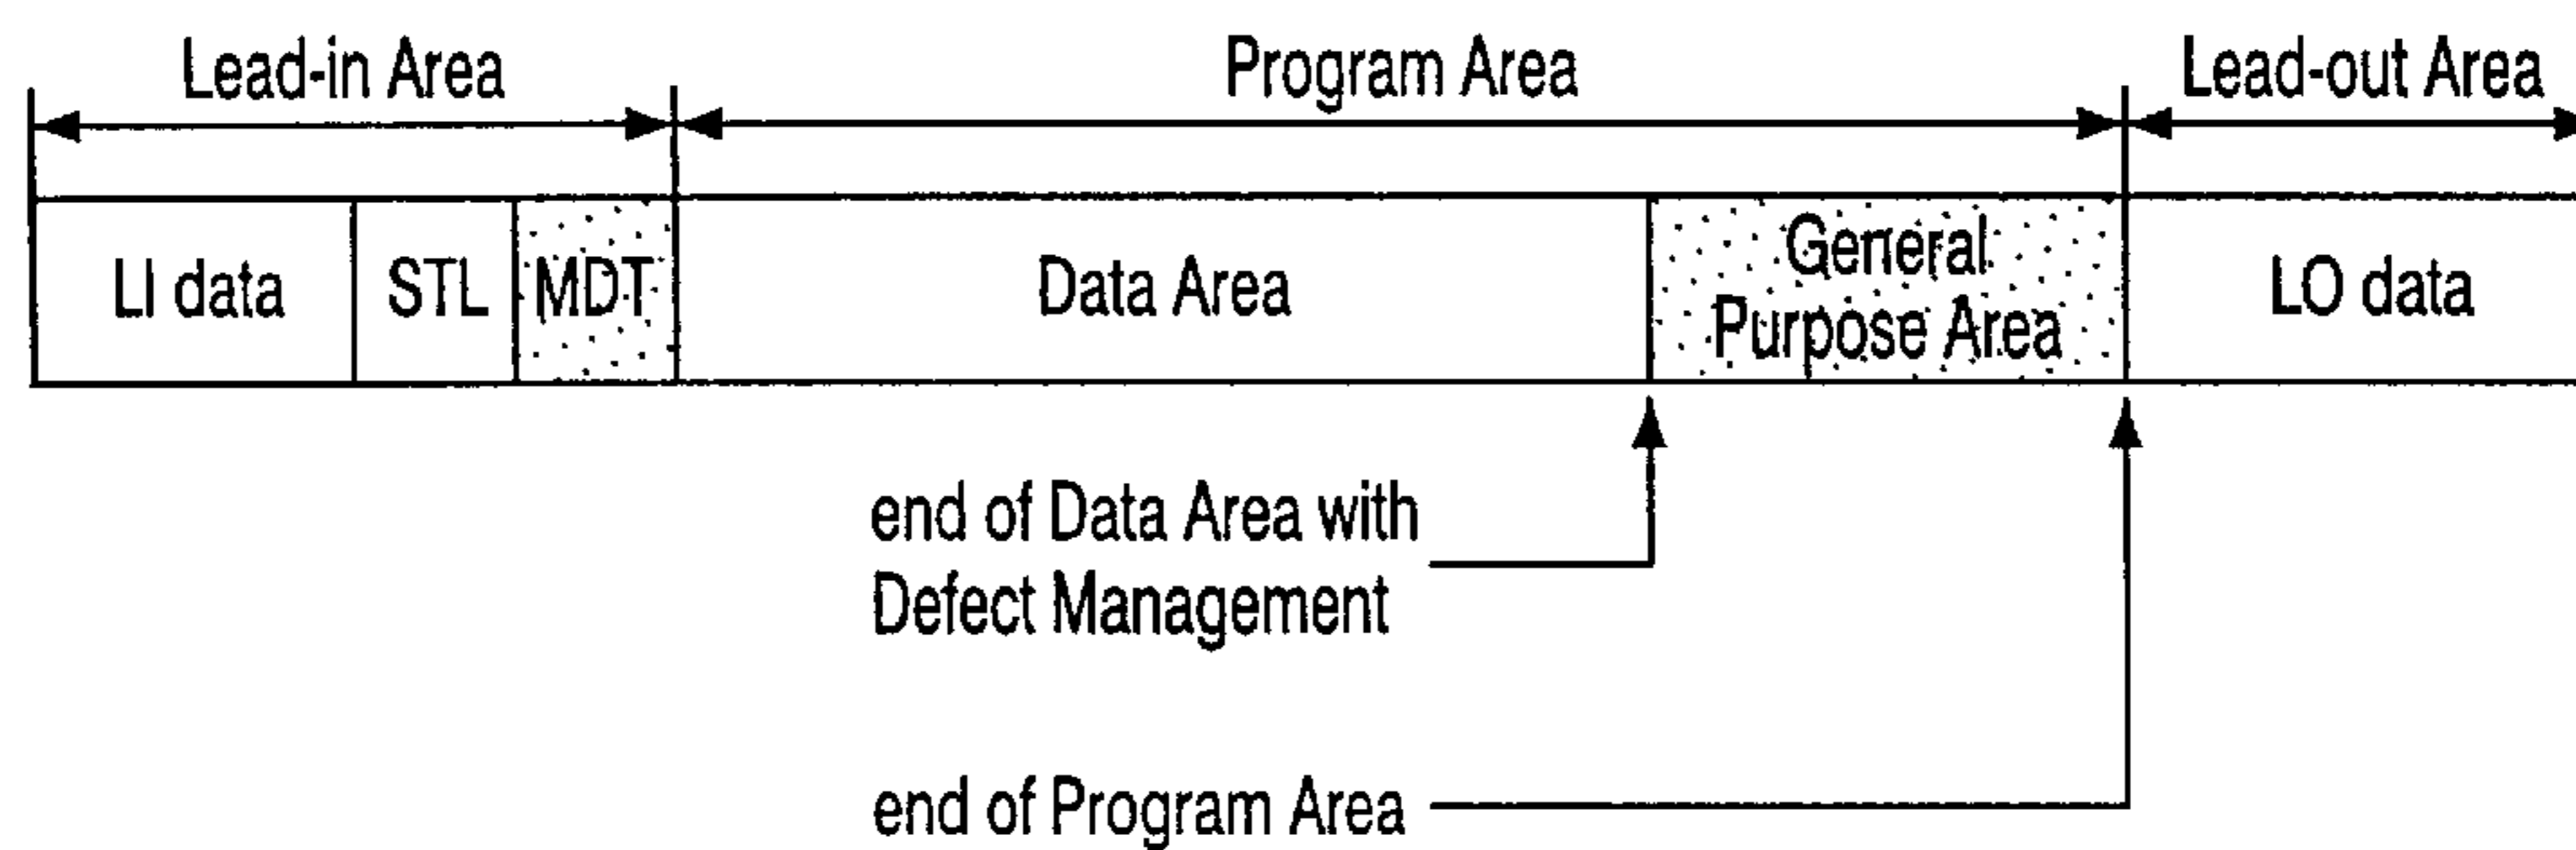 Lead-in Area
Program Area
Lead-out Area
LI data
STL
MDT
Data Area
General
Purpose Area
LO data
end of Data Area with
Defect Management
end of Program Area